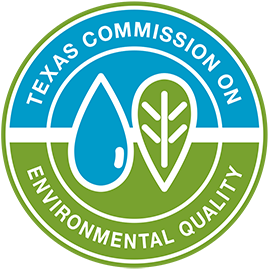 TEXAS COMMISSION ON
ENVIRONMENTAL QUALITY